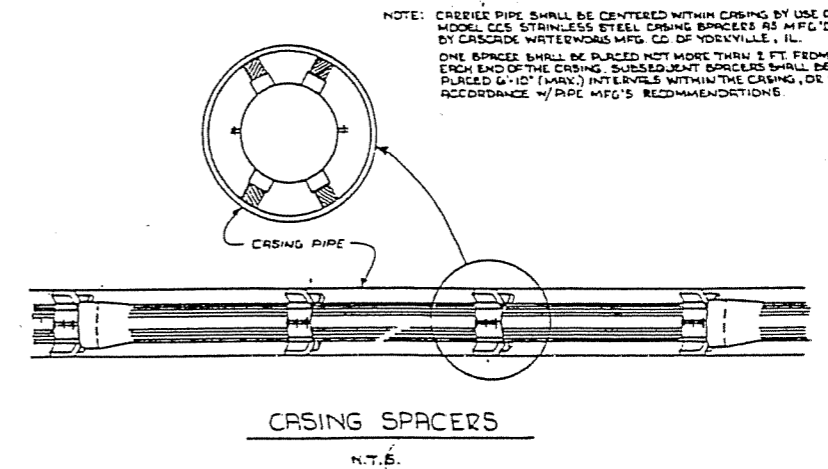 NOTE: CARRIER PIPE SHALL BE CENTERED WITHIN CASING BY USE O
MODEL CCS STAINLESS STEEL CASING SPACERS AS MFG'D
BY CASCADE WATERWORKS MFG. CO. OF YORKVILLE, IL.
ONE SPACER SHALL BE PLACED NOT MORE THAN 2 FT. FROM
EACH END OF THE CASING. SUBSEQUENT SPACERS SHALL BE
PLACED 6'-10" (MAX.) INTERVALS WITHIN THE CASING, OR
ACCORDANCE W/ PIPE MFG'S RECOMMENDATIONS.
CASING PIPE
CASING SPACERS
N.T.S.